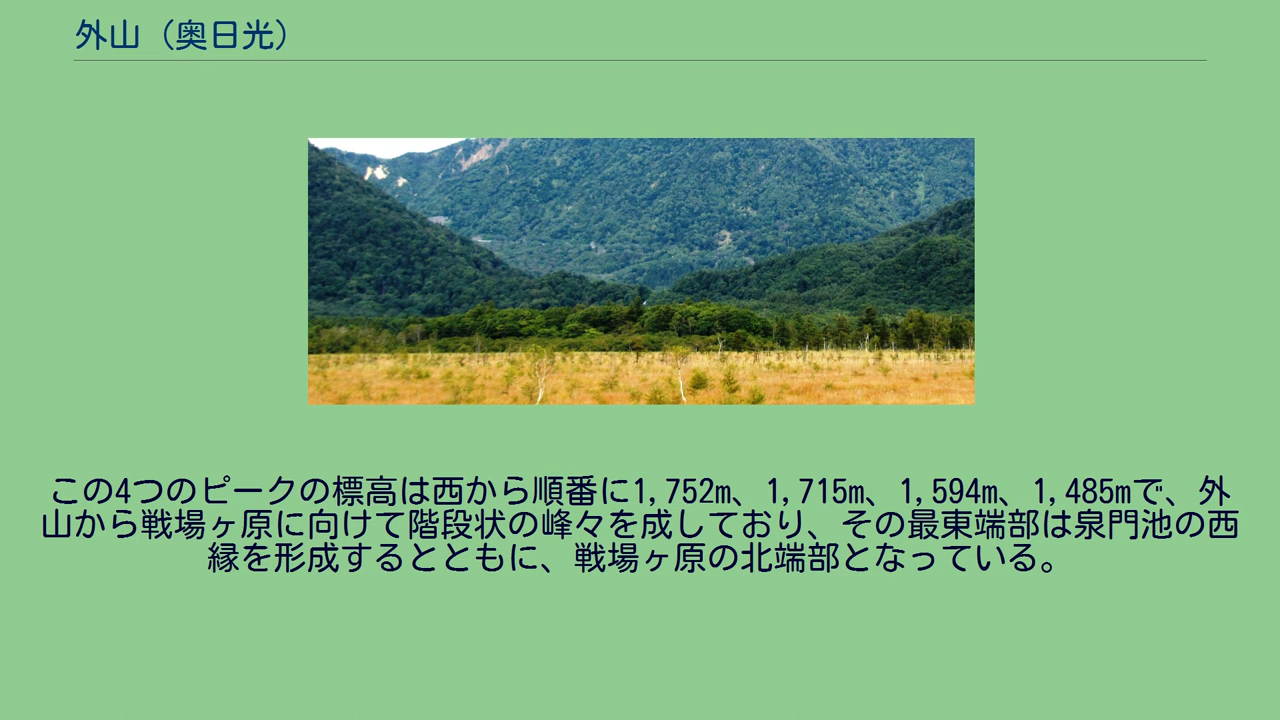 外山（奥日光）
この4つのピークの標高は西から順番に1,752m、1,715m、1,594m、1,485mで、外
山から戦場ヶ原に向けて階段状の峰々を成しており、その最東端部は泉門池の西
縁を形成するとともに、戦場ヶ原の北端部となっている。